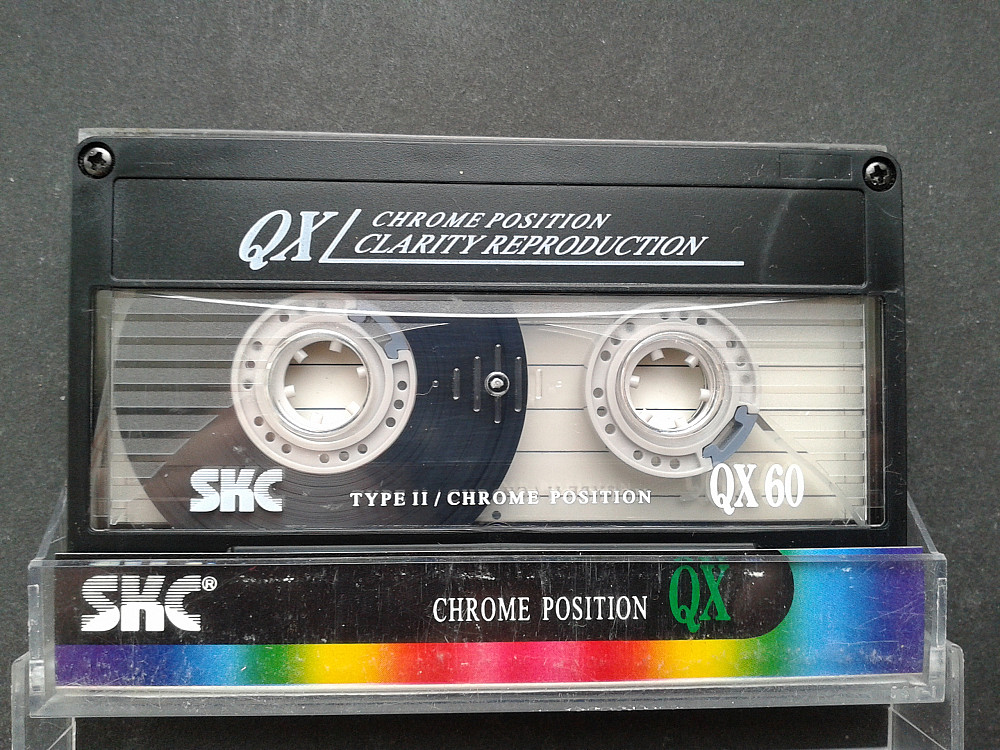 QX/ CHROME POSITION
CLARITY REPRODUCTION
SKC
TYPE II / CHROME POSITION
QX 60
SKC®
CHROME POSITION
QX